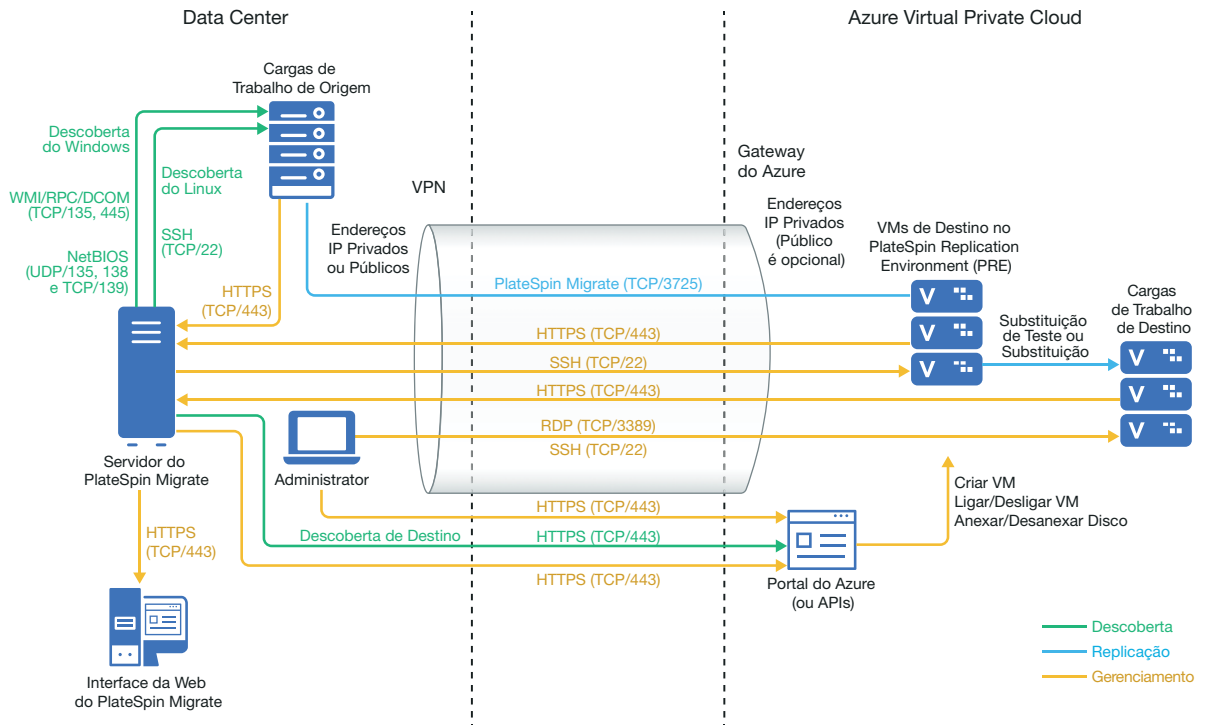 Data Center
Azure Virtual Private Cloud
Cargas de
Trabalho de Origem
Descoberta
do Windows
Descoberta
do Linux
WMI/RPC/DCOM
(TCP/135, 445)
SSH
(TCP/22)
NetBIOS
(UDP/135, 138
e TCP/139)
HTTPS
(TCP/443)
VPN
Endereços
IP Privados
ou Públicos
Gateway
do Azure
Endereços
IP Privados
(Público
é opcional)
VMs de Destino no
PlateSpin Replication
Environment (PRE)
PlateSpin Migrate (TCP/3725)
V
HTTPS (TCP/443)
V
SSH (TCP/22)
V
Substituição
de Teste ou
Substituição
Cargas
de Trabalho
de Destino
V
HTTPS (TCP/443)
V
RDP (TCP/3389)
V
SSH (TCP/22)
Servidor do
PlateSpin Migrate
Administrator
HTTPS (TCP/443)
Descoberta de Destino
HTTPS (TCP/443)
HTTPS (TCP/443)
Criar VM
Ligar/Desligar VM
Anexar/Desanexar Disco
Portal do Azure
(ou APIs)
HTTPS
(TCP/443)
Interface da Web
do PlateSpin Migrate
Descoberta
Replicação
Gerenciamento